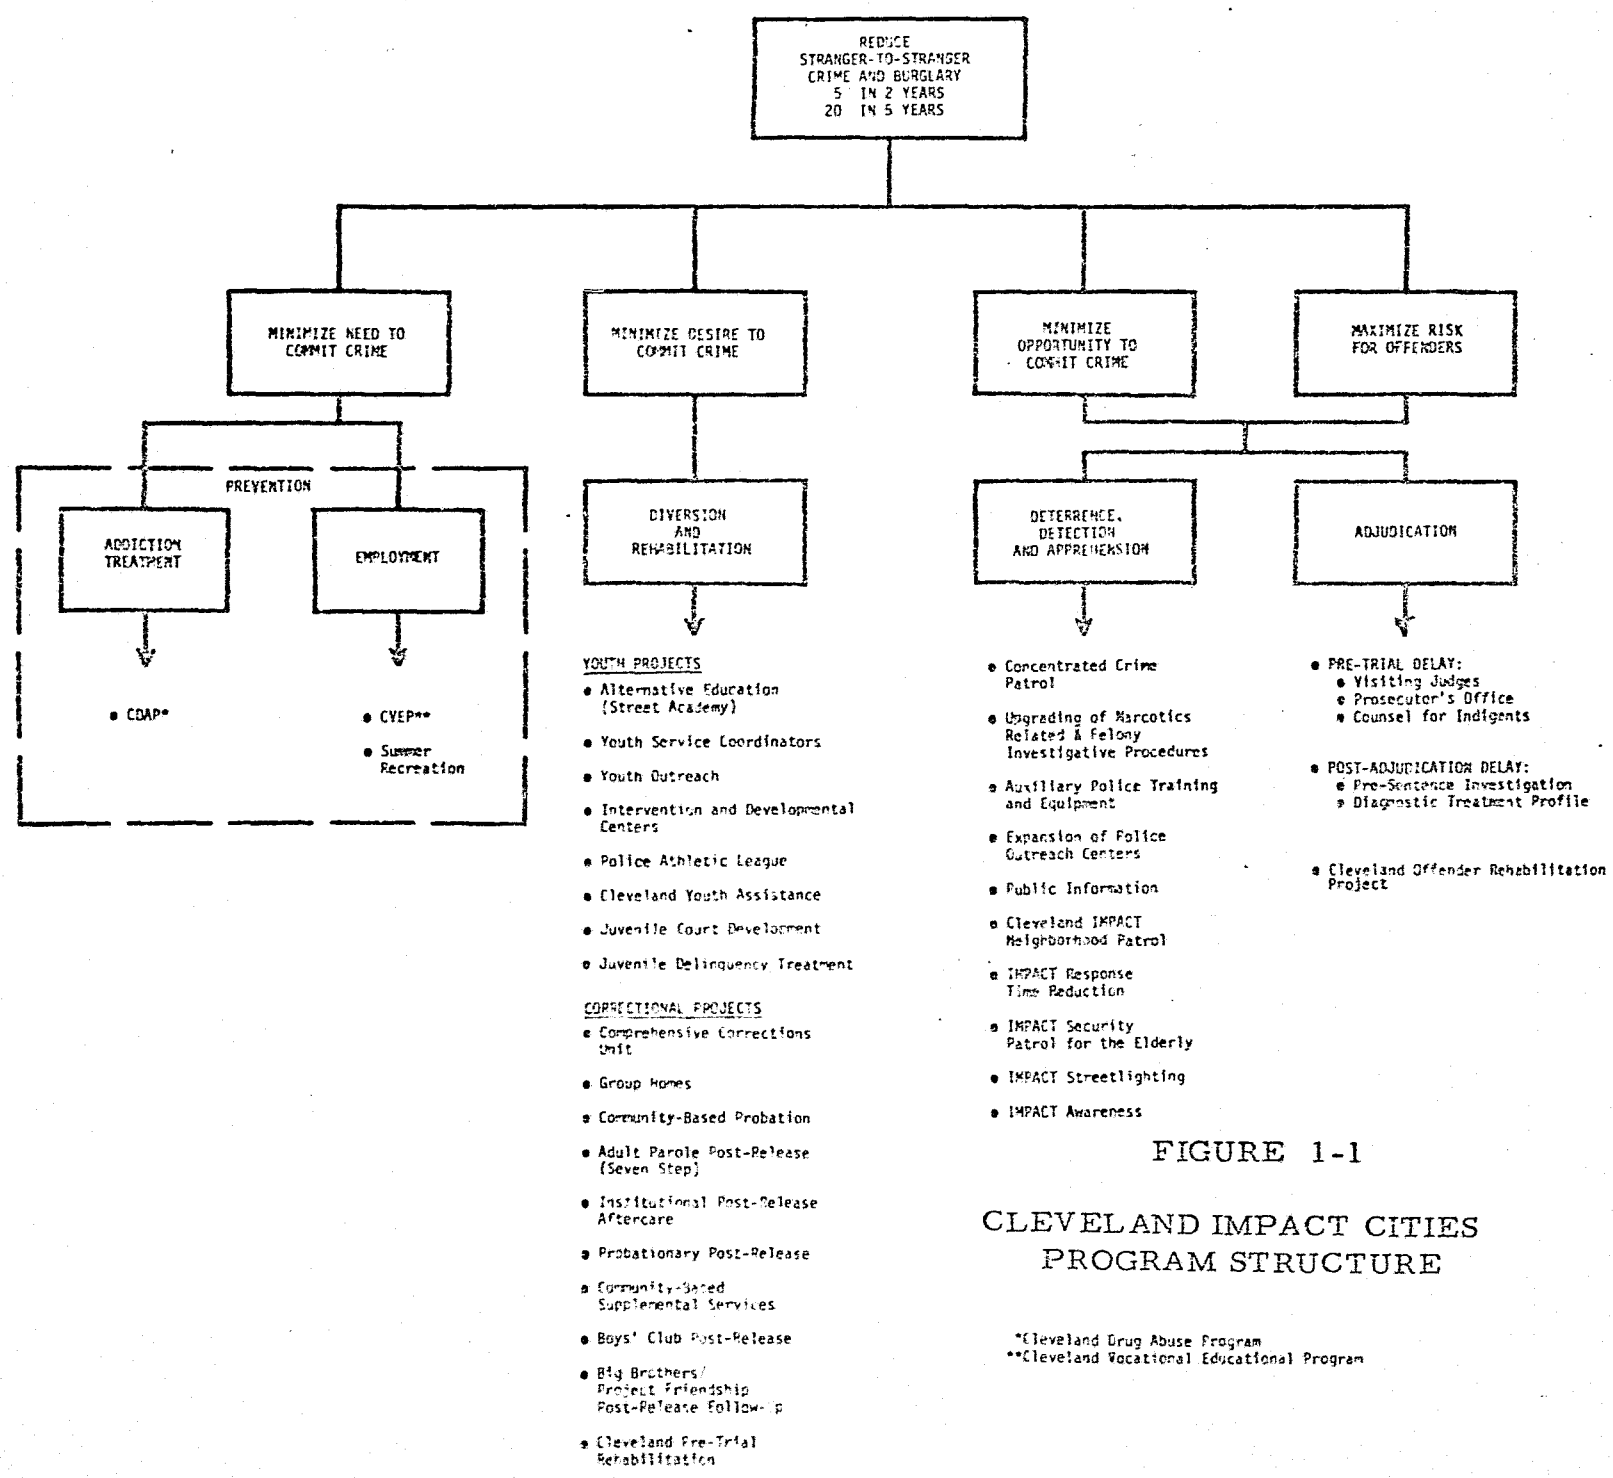 REDUCE
STRANGER-TO-STRANGER
CRIME AND BURGLARY
5 IN 2 YEARS
20 IN 5 YEARS
MINIMIZE NEED TO
COMMIT CRIME
MINIMIZE DESIRE TO
COMMIT CRIME
MINIMIZE
OPPORTUNITY TO
COMMIT CRIME
MAXIMIZE RISK
FOR OFFENDERS
PREVENTION
ADDICTION
TREATMENT
EMPLOYMENT
DIVERSION
AND
REHABILITATION
DETERRENCE,
DETECTION
AND APPREHENSION
ADJUDICATION
• CDAP*
• CVEP**
• Summer
Recreation
YOUTH PROJECTS
• Alternative Education
(Street Academy)
• Youth Service Coordinators
• Youth Outreach
• Intervention and Developmental
Centers
• Police Athletic League
• Cleveland Youth Assistance
• Juvenile Court Development
• Juvenile Delinquency Treatment
CORRECTIONAL PROJECTS
• Comprehensive Corrections
Unit
• Group Homes
• Community-Based Probation
• Adult Parole Post-Release
(Seven Step)
• Institutional Post-Release
Aftercare
• Probationary Post-Release
• Community-Based
Supplemental Services
• Boys' Club Post-Release
• Big Brothers/
Project Friendship
Post-Release Follow-Up
• Cleveland Pre-Trial
Rehabilitation
• Concentrated Crime
Patrol
• Upgrading of Narcotics
Related & Felony
Investigative Procedures
• Auxiliary Police Training
and Equipment
• Expansion of Police
Outreach Centers
• Public Information
• Cleveland IMPACT
Neighborhood Patrol
• IMPACT Response
Time Reduction
• IMPACT Security
Patrol for the Elderly
• IMPACT Streetlighting
• IMPACT Awareness
• PRE-TRIAL DELAY:
• Visiting Judges
• Prosecutor's Office
• Counsel for Indigents
• POST-ADJUDICATION DELAY:
• Pre-Sentence Investigation
• Diagnostic Treatment Profile
• Cleveland Offender Rehabilitation
Project
FIGURE 1-1
CLEVELAND IMPACT CITIES
PROGRAM STRUCTURE
*Cleveland Drug Abuse Program
**Cleveland Vocational Educational Program